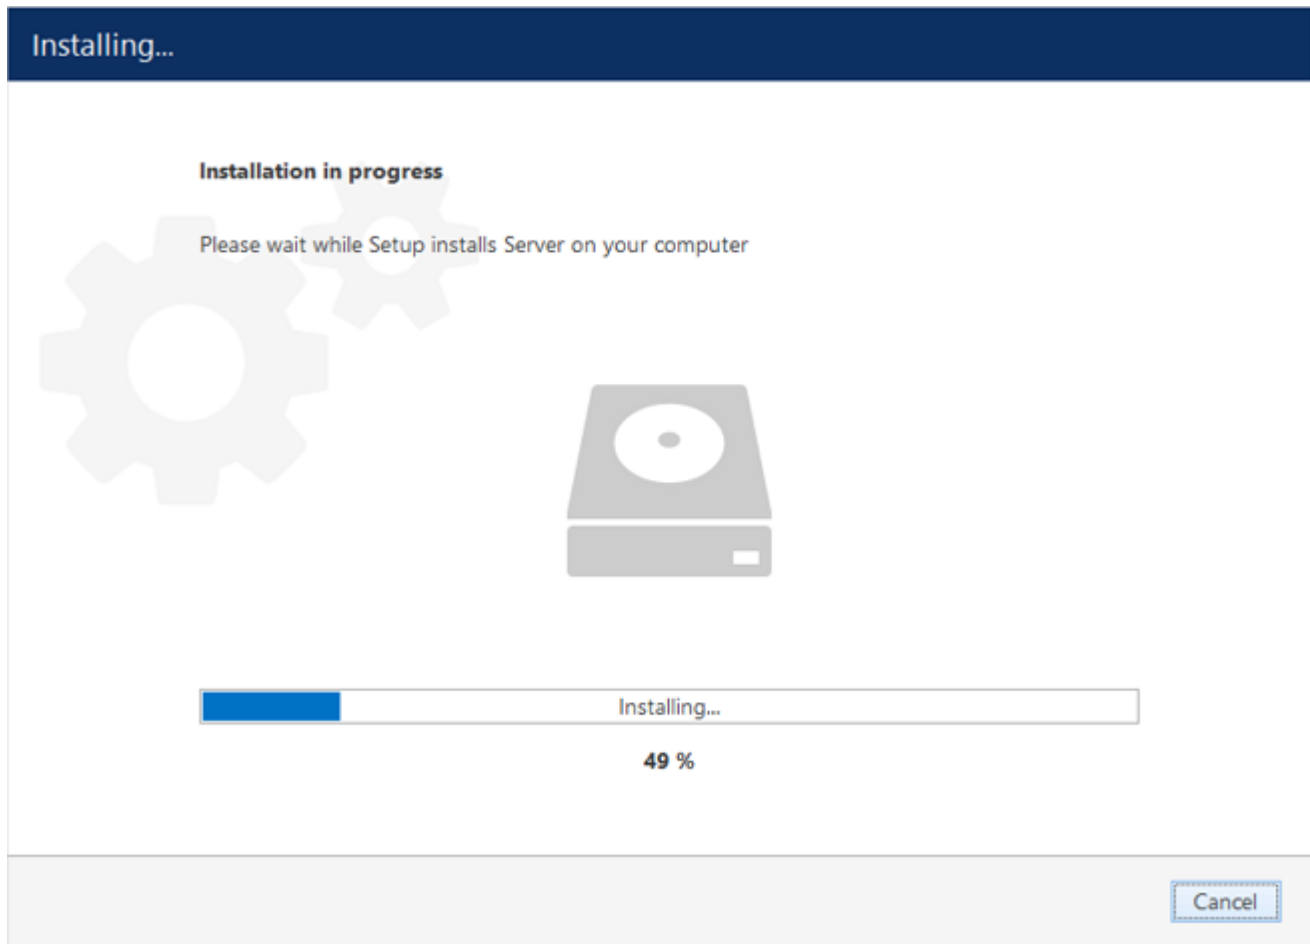 Installing...
Installation in progress
Please wait while Setup installs Server on your computer
Installing...
49 %
Cancel